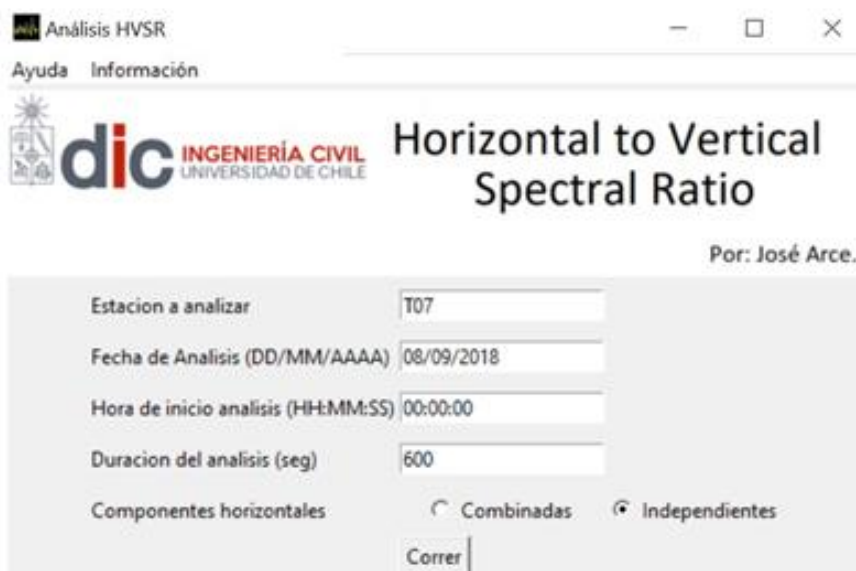 Análisis HVSR
Ayuda Información
dic INGENIERÍA CIVIL
UNIVERSIDAD DE CHILE
Horizontal to Vertical
Spectral Ratio
Por: José Arce.
Estacion a analizar T07
Fecha de Analisis (DD/MM/AAAA) 08/09/2018
Hora de inicio analisis (HH:MM:SS) 00:00:00
Duracion del analisis (seg) 600
Componentes horizontales Combinadas Independientes
Correr